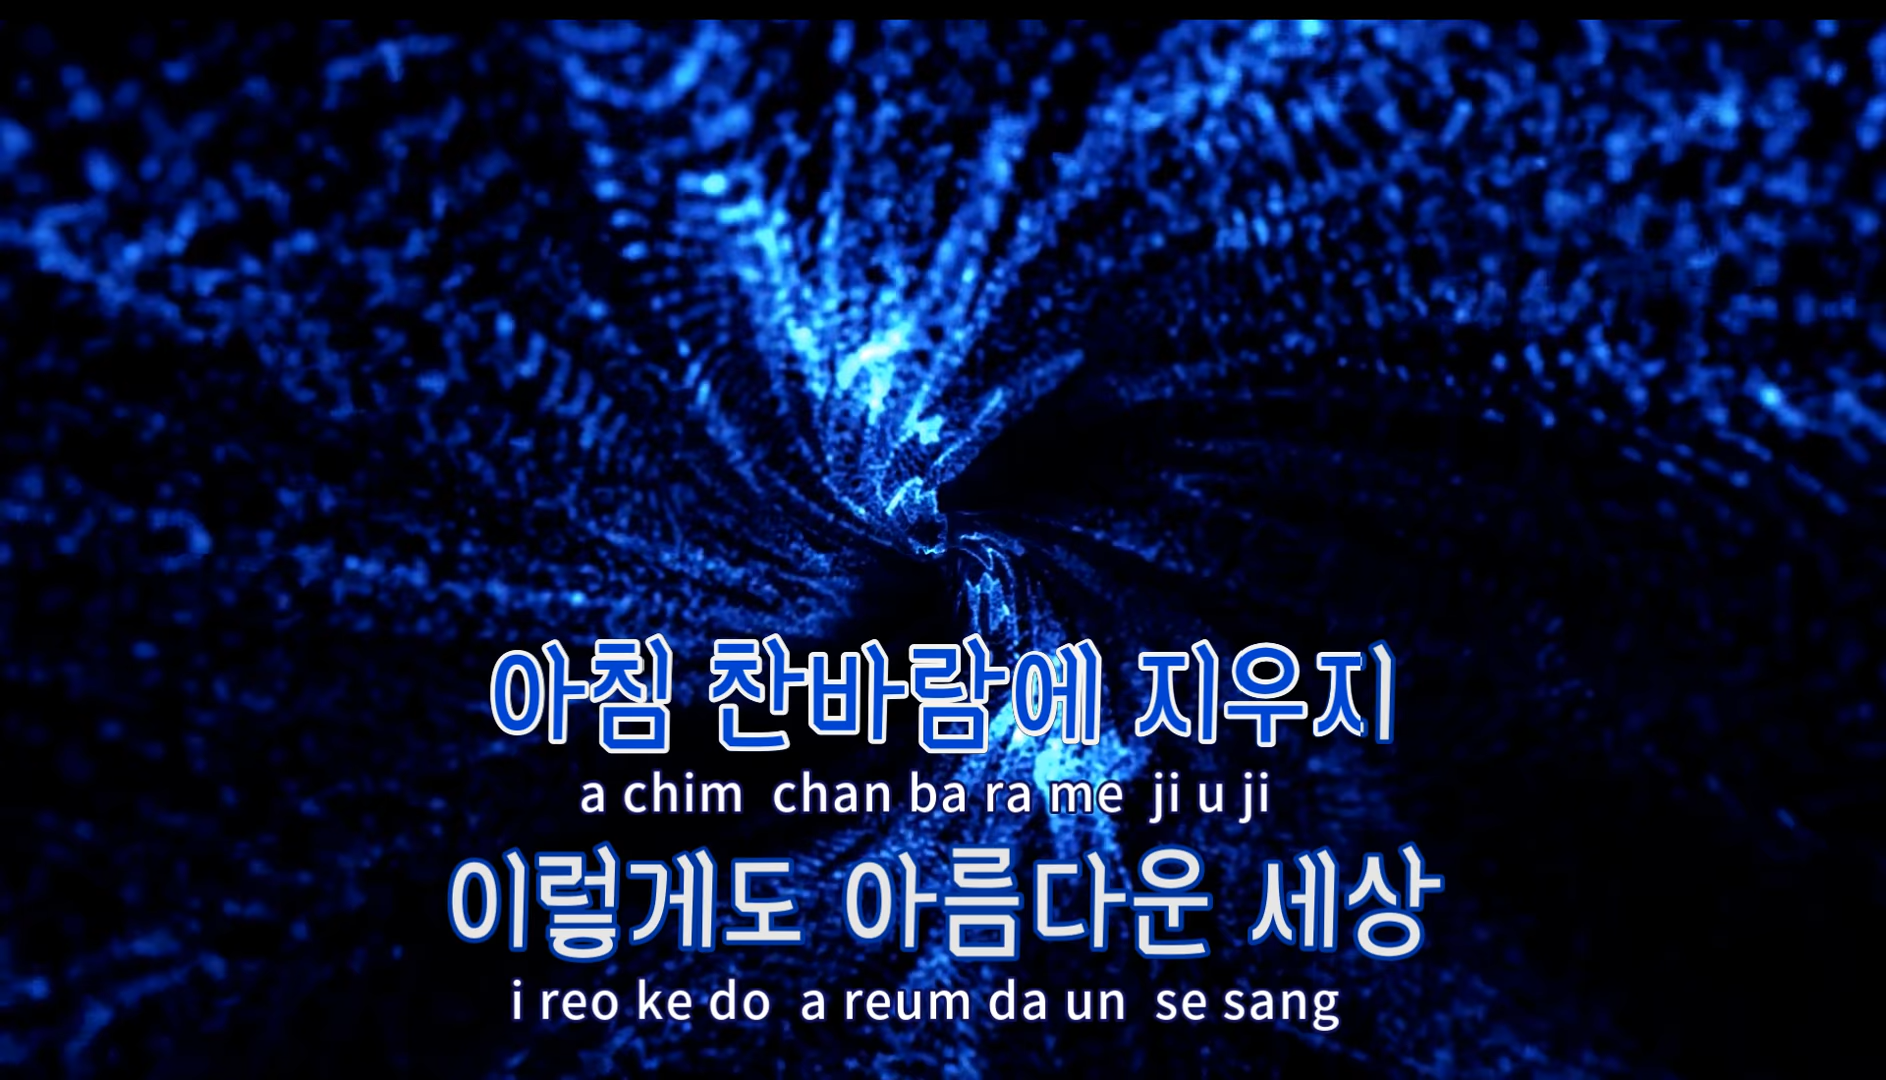 아침 찬바람에 지우지
a chim chan ba ra me ji u ji
이렇게도 아름다운 세상
i reo ke do a reum da un se sang